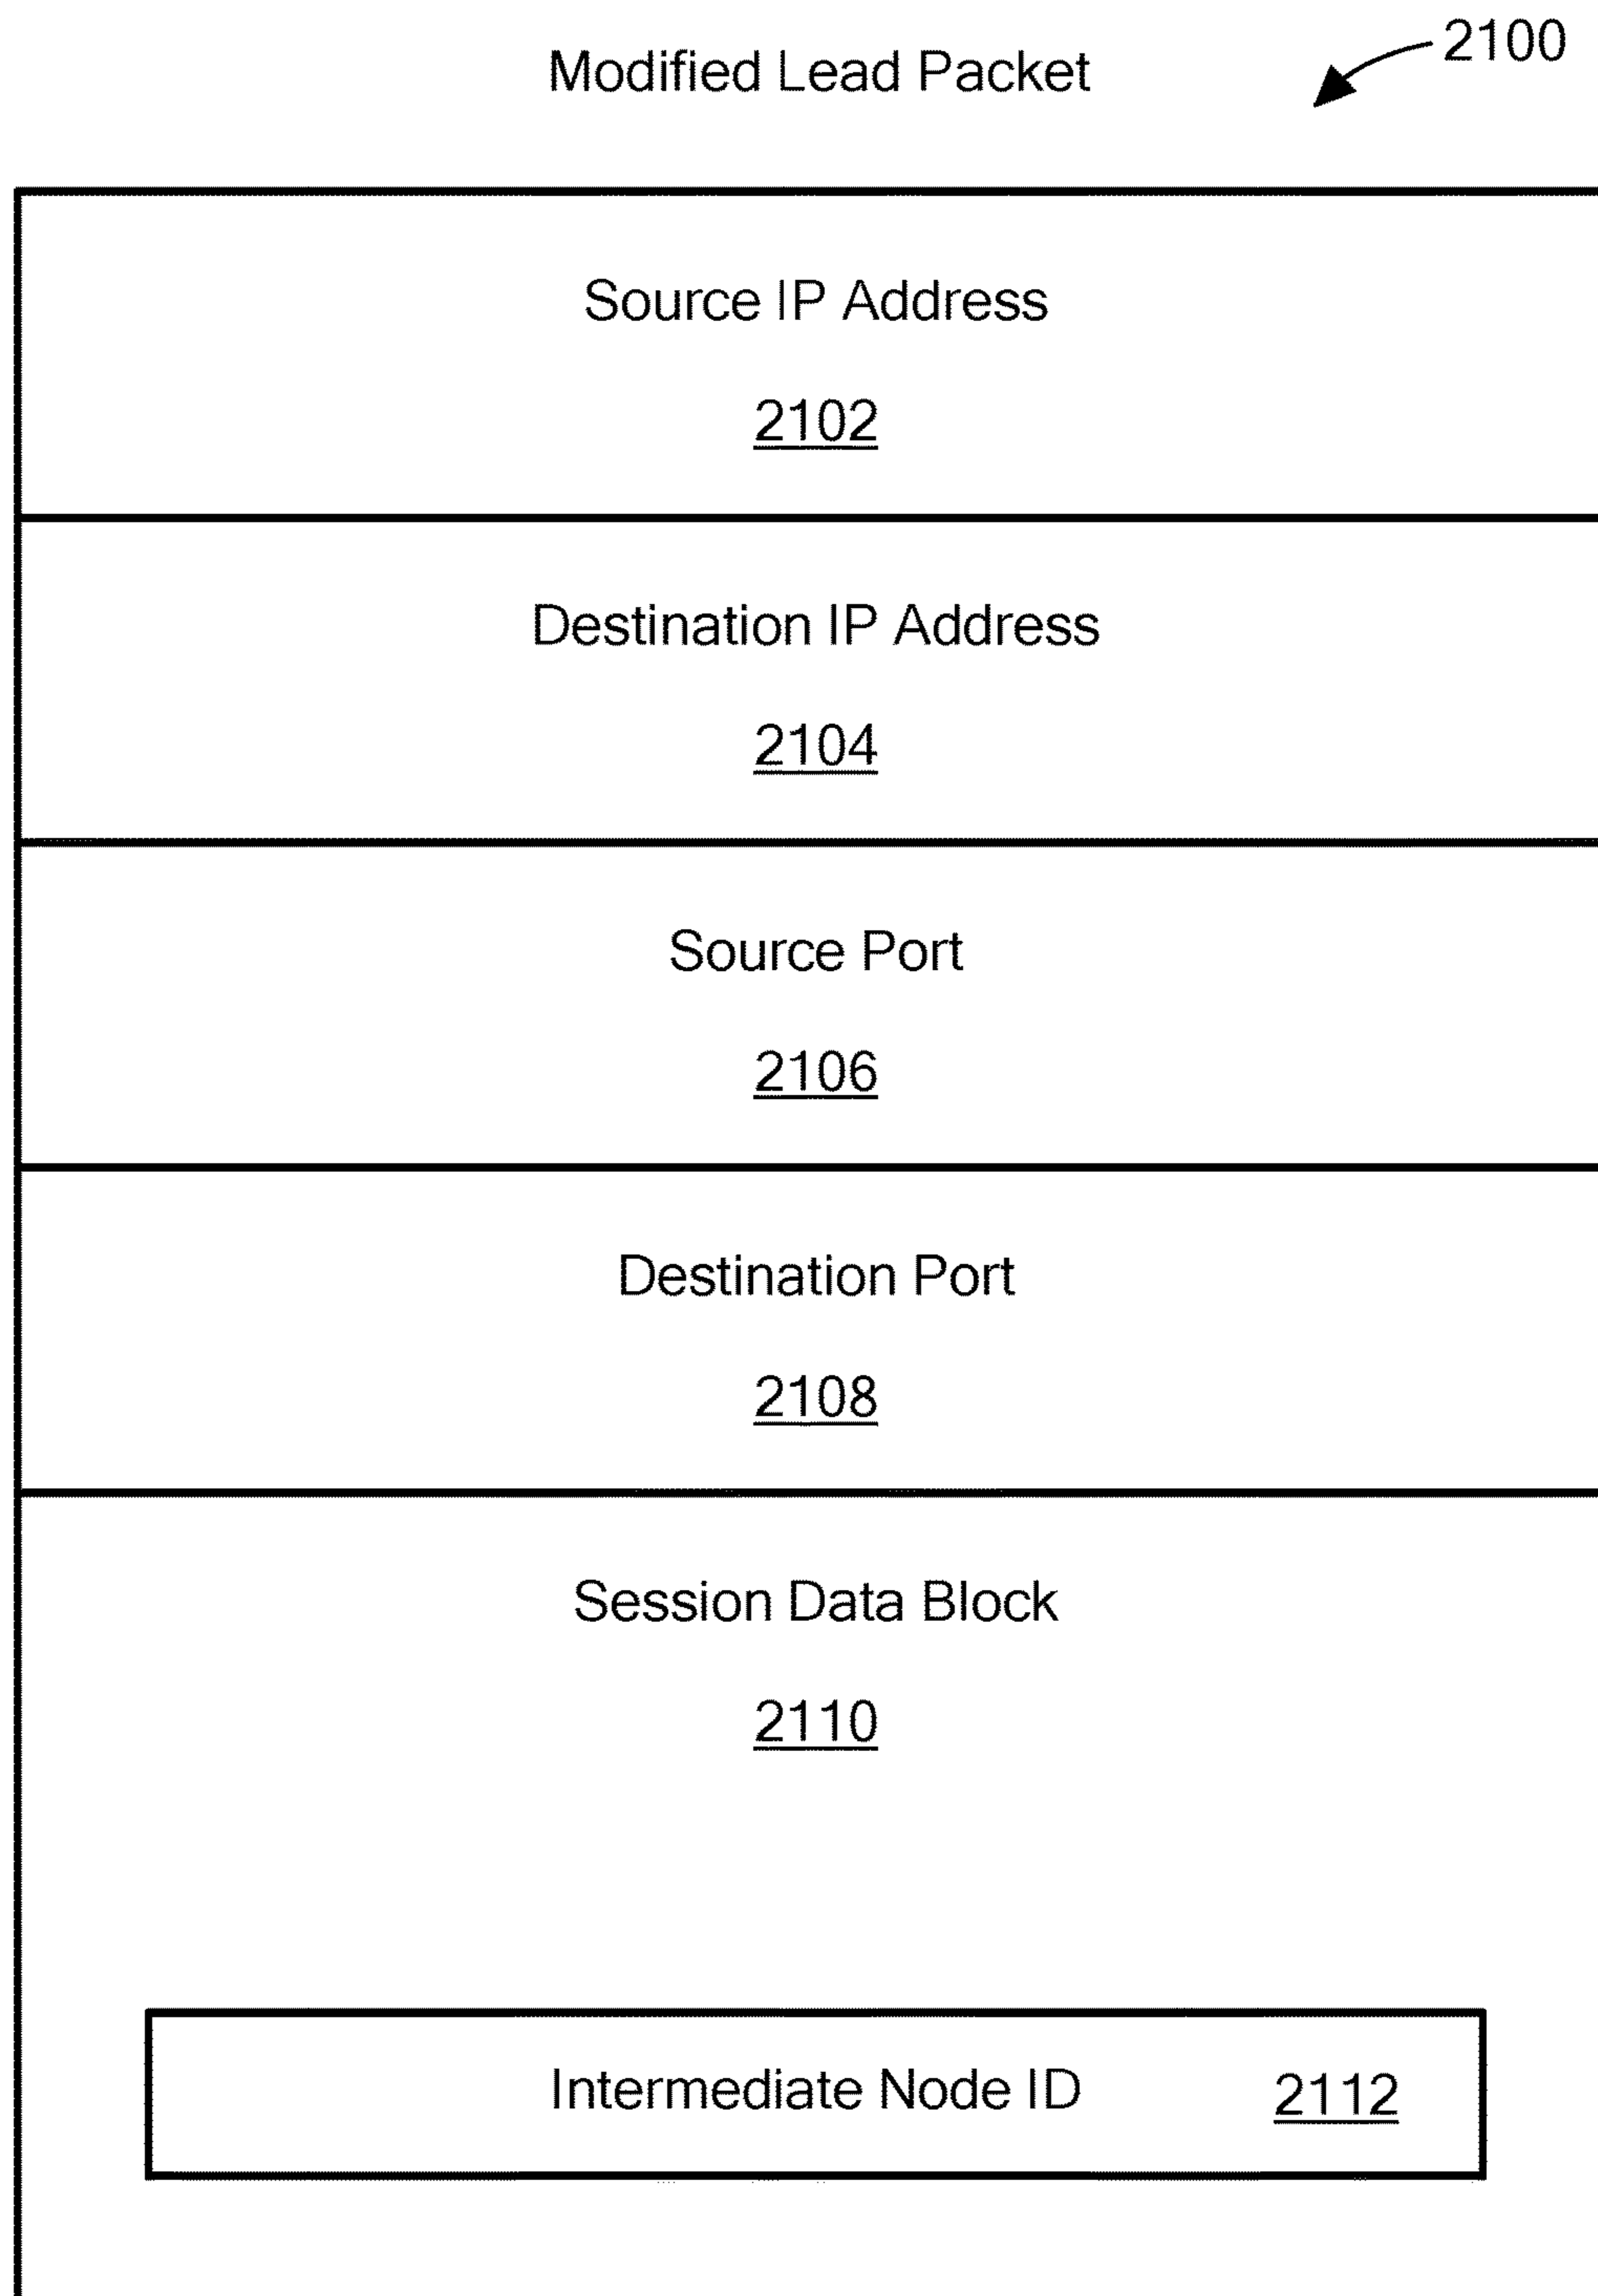 2100
Modified Lead Packet
Source IP Address
2102
Destination IP Address
2104
Source Port
2106
Destination Port
2108
Session Data Block
2110
Intermediate Node ID 2112